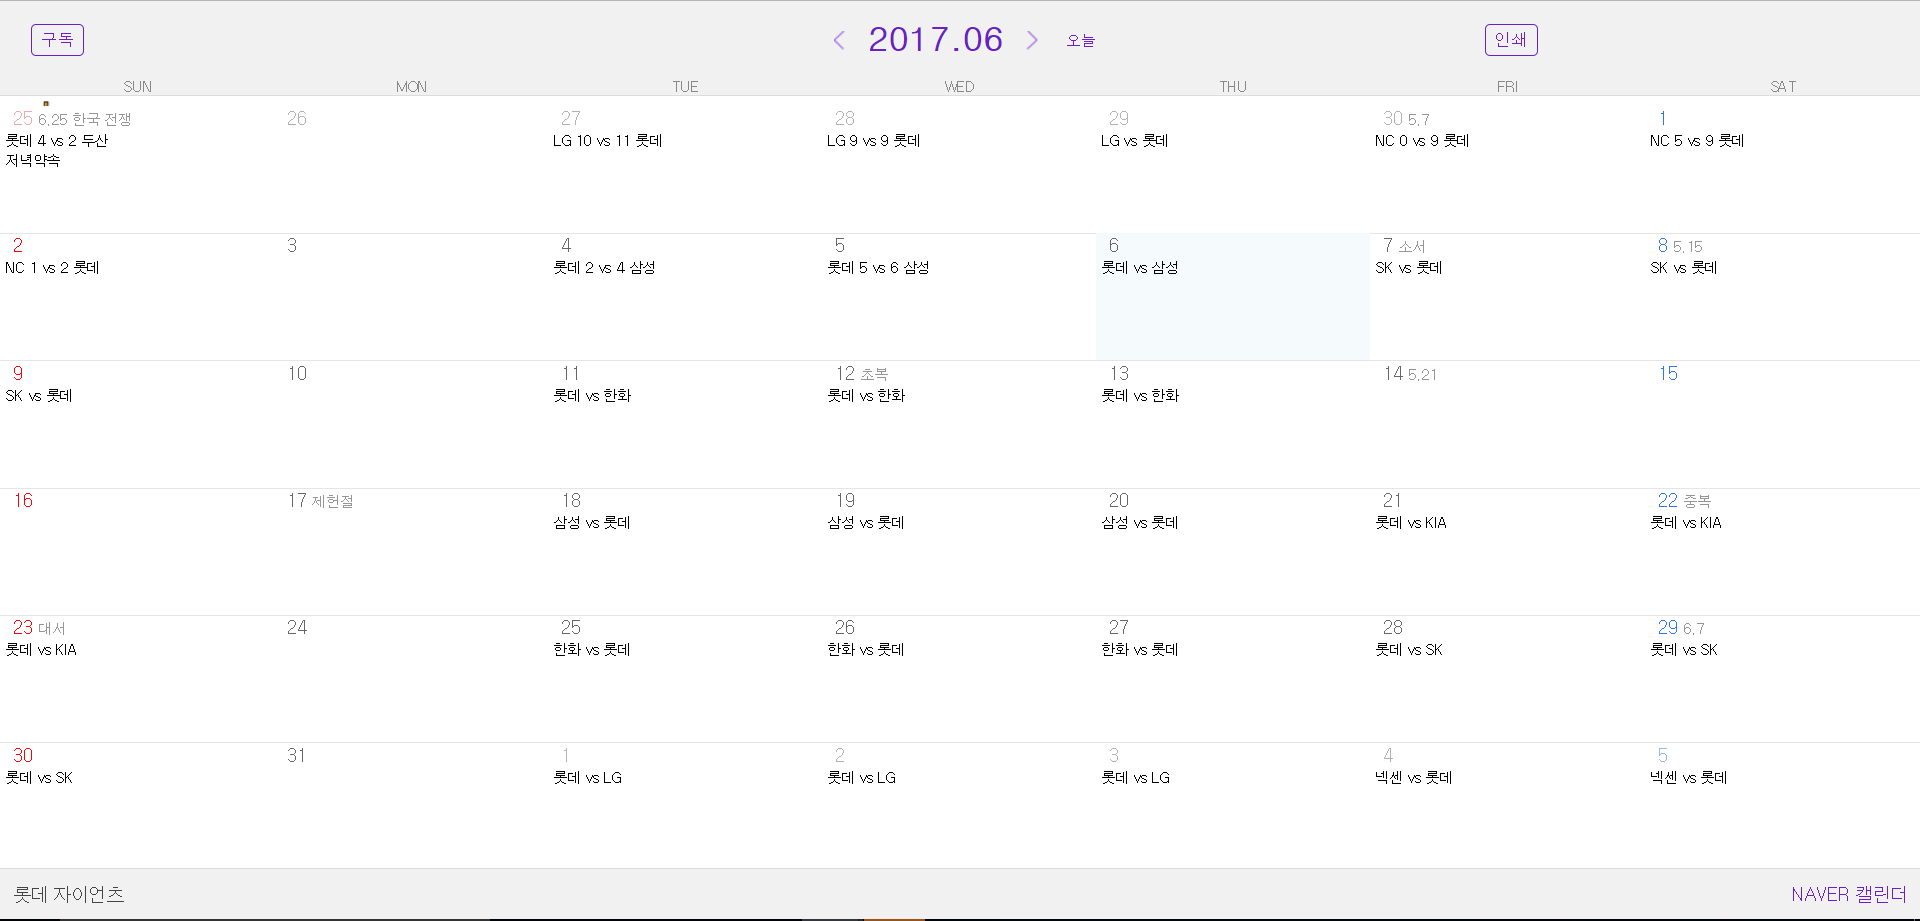 구독
2017.06
오늘
인쇄
SUN MON TUE WED THU FRI SAT
25 6.25 한국 전쟁 26 27 28 29 30 5.7 1
롯데 4 vs 2 두산 LG 10 vs 11 롯데 LG 9 vs 9 롯데 LG vs 롯데 NC 0 vs 9 롯데 NC 5 vs 9 롯데
저녁약속
2 3 4 5 6 7 소서 8 5.15
NC 1 vs 2 롯데 롯데 2 vs 4 삼성 롯데 5 vs 6 삼성 롯데 vs 삼성 SK vs 롯데 SK vs 롯데
9 10 11 12 초복 13 14 5.21 15
SK vs 롯데 롯데 vs 한화 롯데 vs 한화 롯데 vs 한화
16 17 제헌절 18 19 20 21 22 중복
삼성 vs 롯데 삼성 vs 롯데 삼성 vs 롯데 롯데 vs KIA 롯데 vs KIA
23 대서 24 25 26 27 28 29 6.7
롯데 vs KIA 한화 vs 롯데 한화 vs 롯데 한화 vs 롯데 롯데 vs SK 롯데 vs SK
30 31 1 2 3 4 5
롯데 vs SK 롯데 vs LG 롯데 vs LG 롯데 vs LG 넥센 vs 롯데 넥센 vs 롯데
롯데 자이언츠
NAVER 캘린더